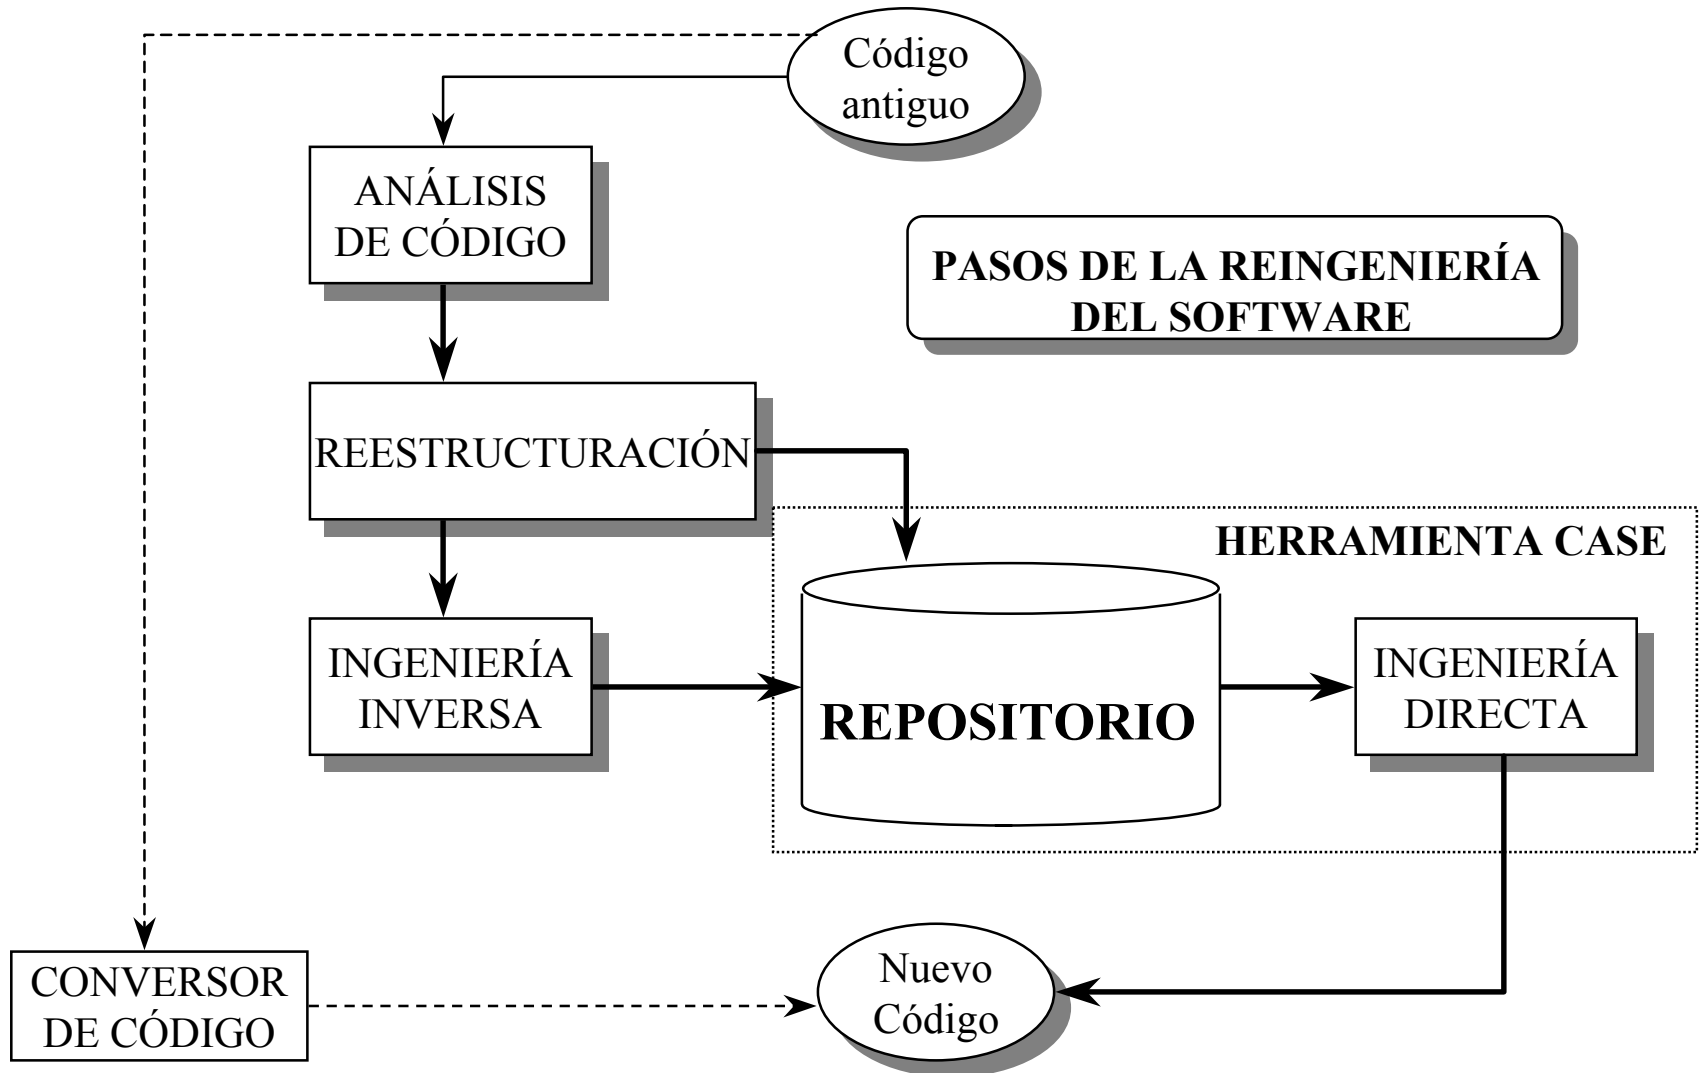 Código
antiguo
ANÁLISIS
DE CÓDIGO
PASOS DE LA REINGENIERÍA
DEL SOFTWARE
REESTRUCTURACIÓN
HERRAMIENTA CASE
INGENIERÍA
INVERSA
REPOSITORIO
INGENIERÍA
DIRECTA
CONVERSOR
DE CÓDIGO
Nuevo
Código